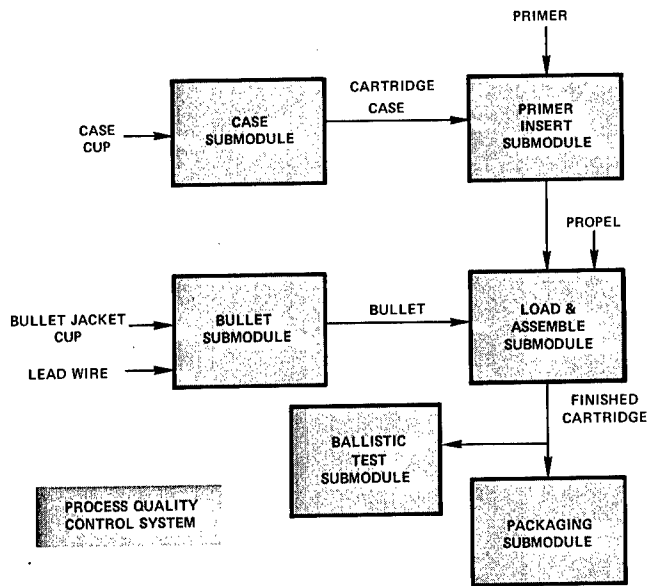 PRIMER
CARTRIDGE
CASE
CASE
SUBMODULE
PRIMER
INSERT
SUBMODULE
CASE
CUP
PROPEL
BULLET JACKET
CUP
LEAD WIRE
BULLET
SUBMODULE
BULLET
LOAD &
ASSEMBLE
SUBMODULE
FINISHED
CARTRIDGE
BALLISTIC
TEST
SUBMODULE
PROCESS QUALITY
CONTROL SYSTEM
PACKAGING
SUBMODULE